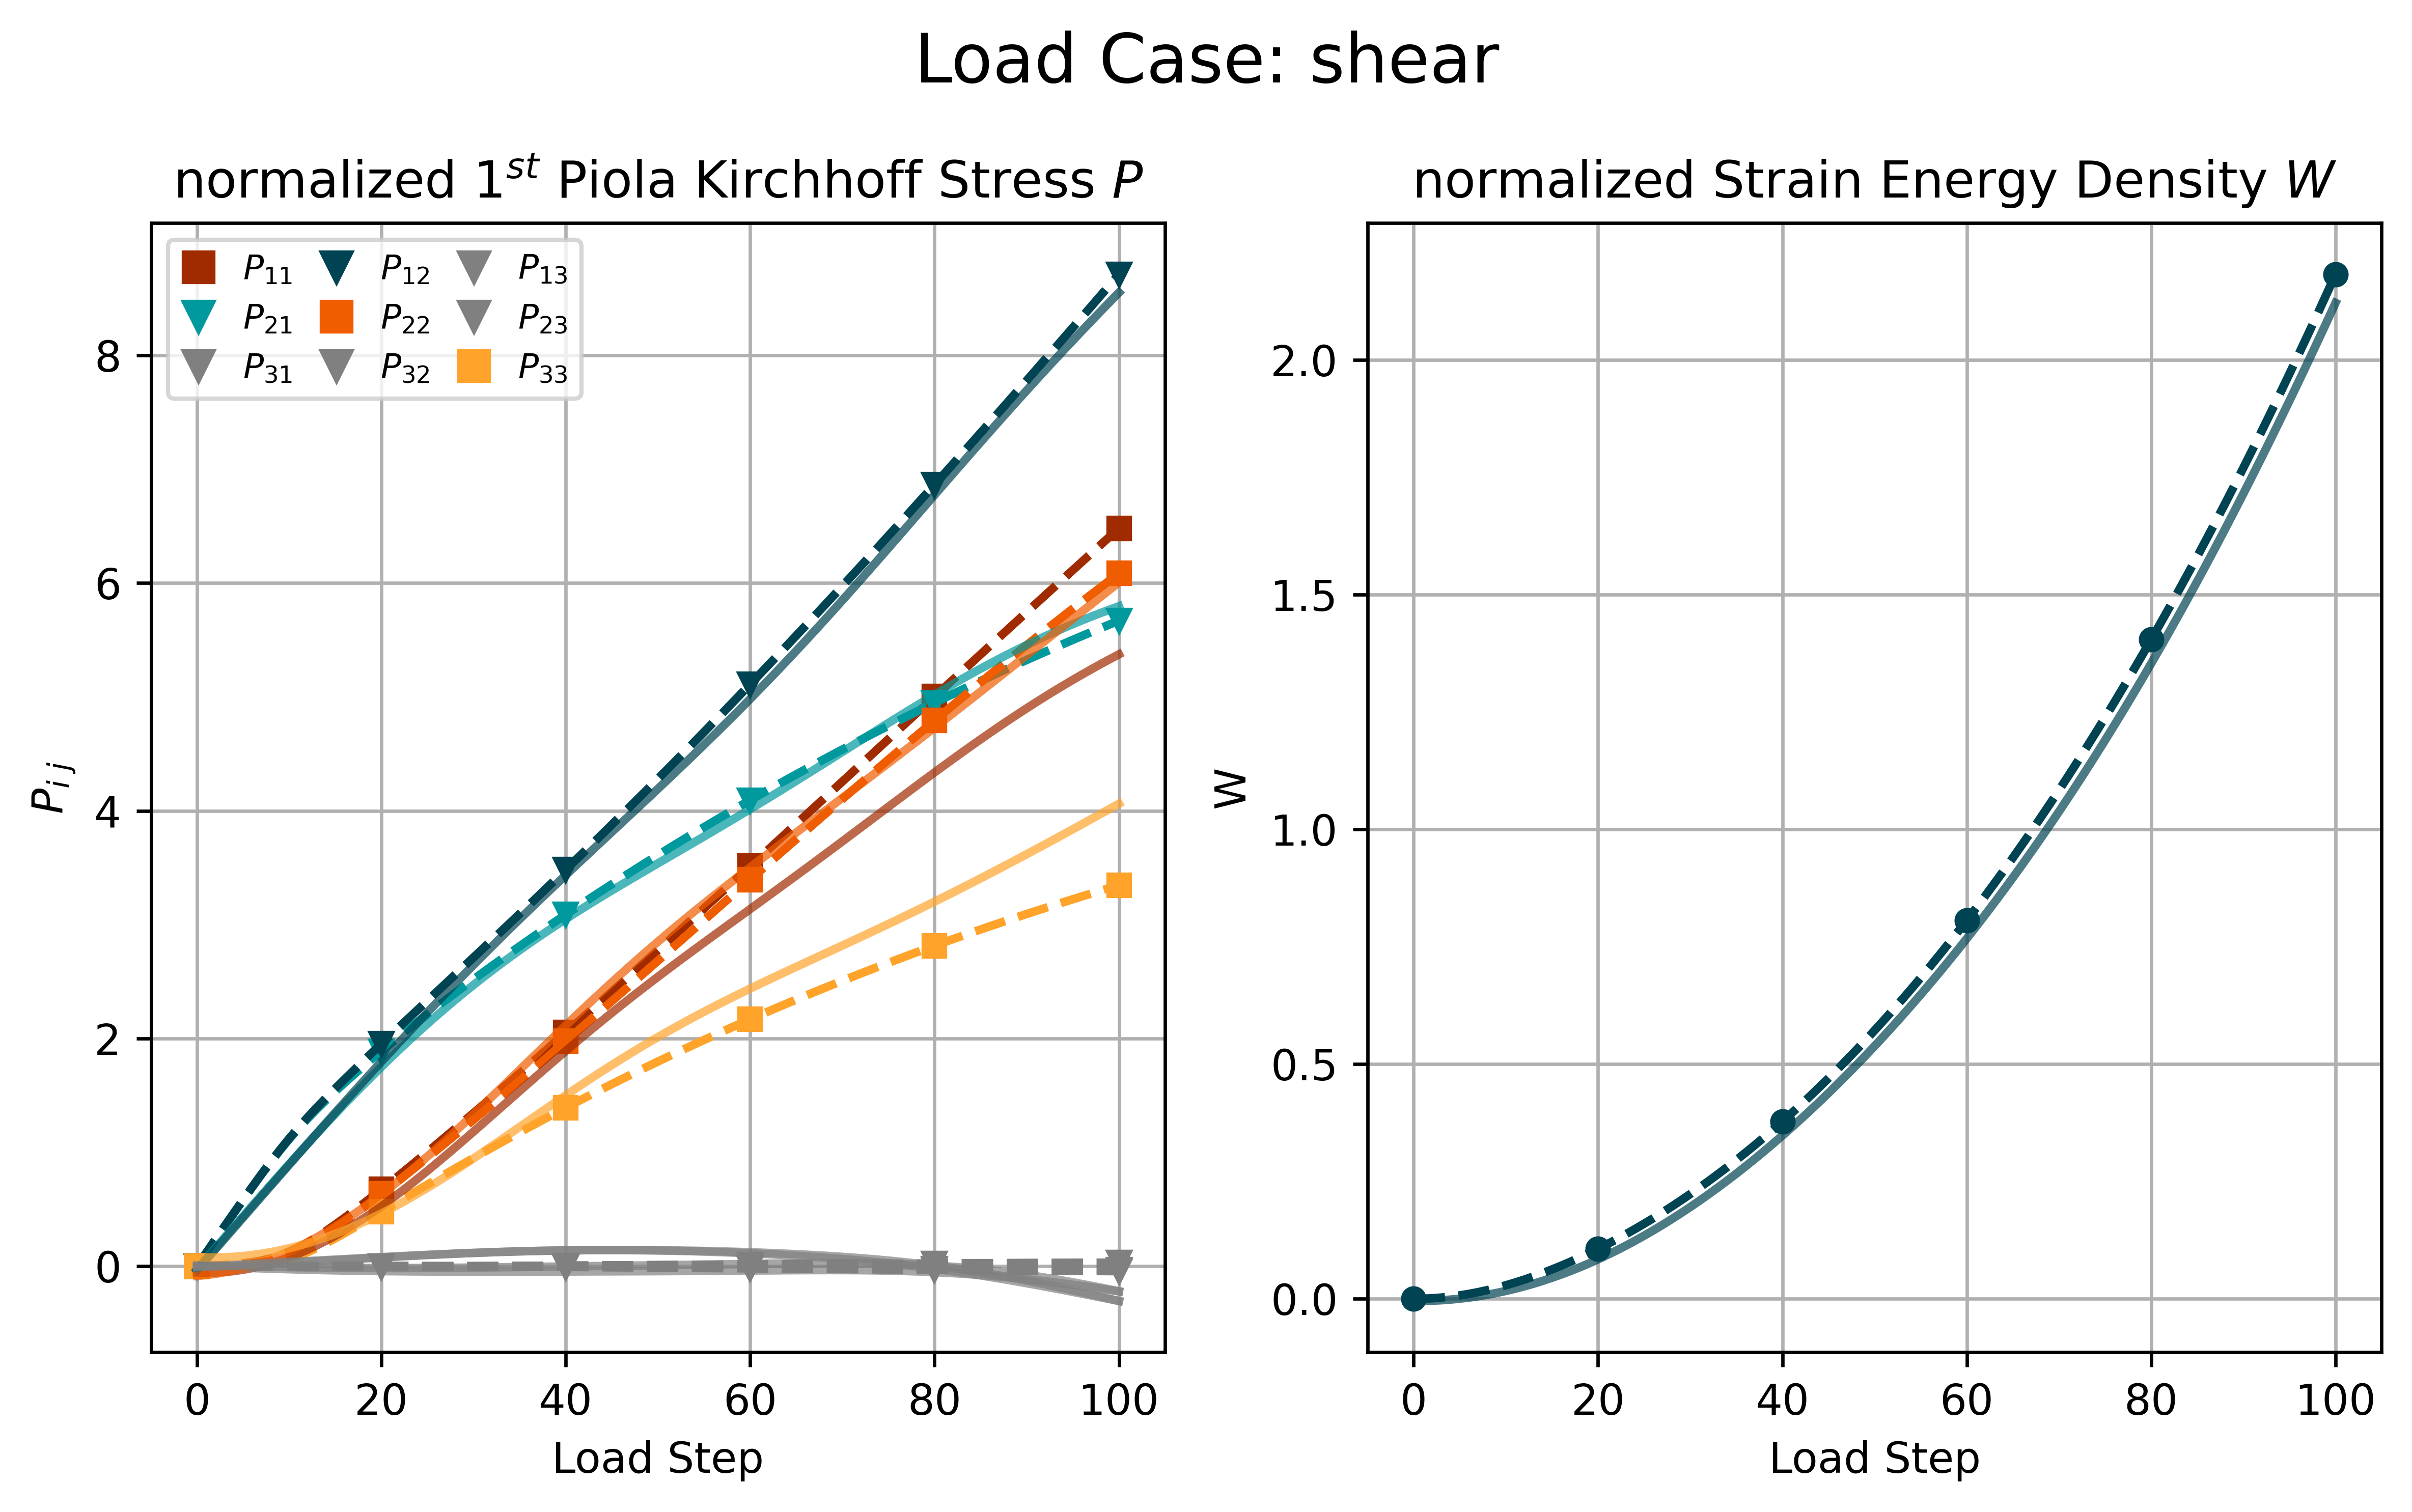 Load Case: shear
normalized 1st Piola Kirchhoff Stress P
P11 P12 P13
P21 P22 P23
P31 P32 P33
8
6
4
2
0
Pi j
0 20 40 60 80 100
Load Step
normalized Strain Energy Density W
2.0
1.5
1.0
0.5
0.0
W
0 20 40 60 80 100
Load Step